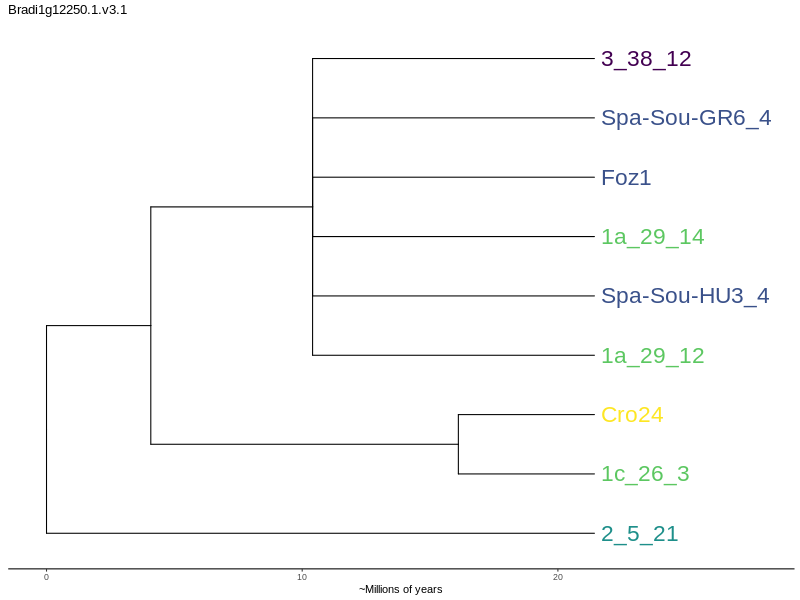 Bradi1g12250.1.v3.1
3_38_12
Spa-Sou-GR6_4
Foz1
1a_29_14
Spa-Sou-HU3_4
1a_29_12
Cro24
1c_26_3
2_5_21
0 10 20
~Millions of years